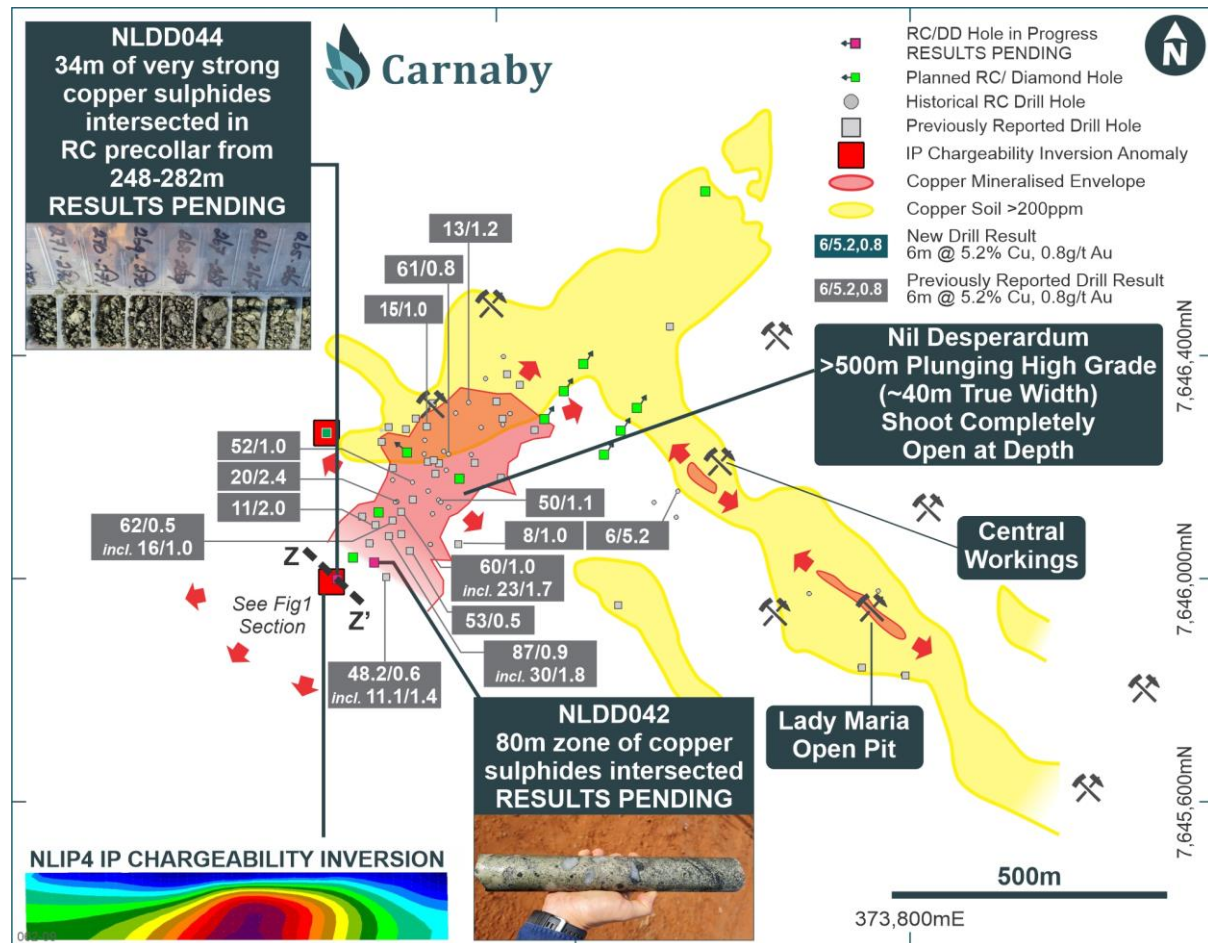 NLDD044
34m of very strong
copper sulphides
intersected in
RC precollar from
248-282m
RESULTS PENDING
Carnaby
RC/DD Hole in Progress
RESULTS PENDING
Planned RC/ Diamond Hole
Historical RC Drill Hole
Previously Reported Drill Hole
IP Chargeability Inversion Anomaly
Copper Mineralised Envelope
Copper Soil >200ppm
6/5.2,0.8
New Drill Result
6m @ 5.2% Cu, 0.8g/t Au
6/5.2,0.8
Previously Reported Drill Result
6m @ 5.2% Cu, 0.8g/t Au
N
13/1.2
61/0.8
15/1.0
7,646,400mN
Nil Desperardum
>500m Plunging High Grade
(~40m True Width)
Shoot Completely
Open at Depth
52/1.0
20/2.4
11/2.0
62/0.5
incl. 16/1.0
50/1.1
8/1.0
6/5.2
Central
Workings
60/1.0
incl. 23/1.7
7,646,000mN
Z
Z'
See Fig1
Section
53/0.5
87/0.9
incl. 30/1.8
48.2/0.6
incl. 11.1/1.4
NLDD042
80m zone of copper
sulphides intersected
RESULTS PENDING
Lady Maria
Open Pit
7,645,600mN
NLIP4 IP CHARGEABILITY INVERSION
500m
373,800mE